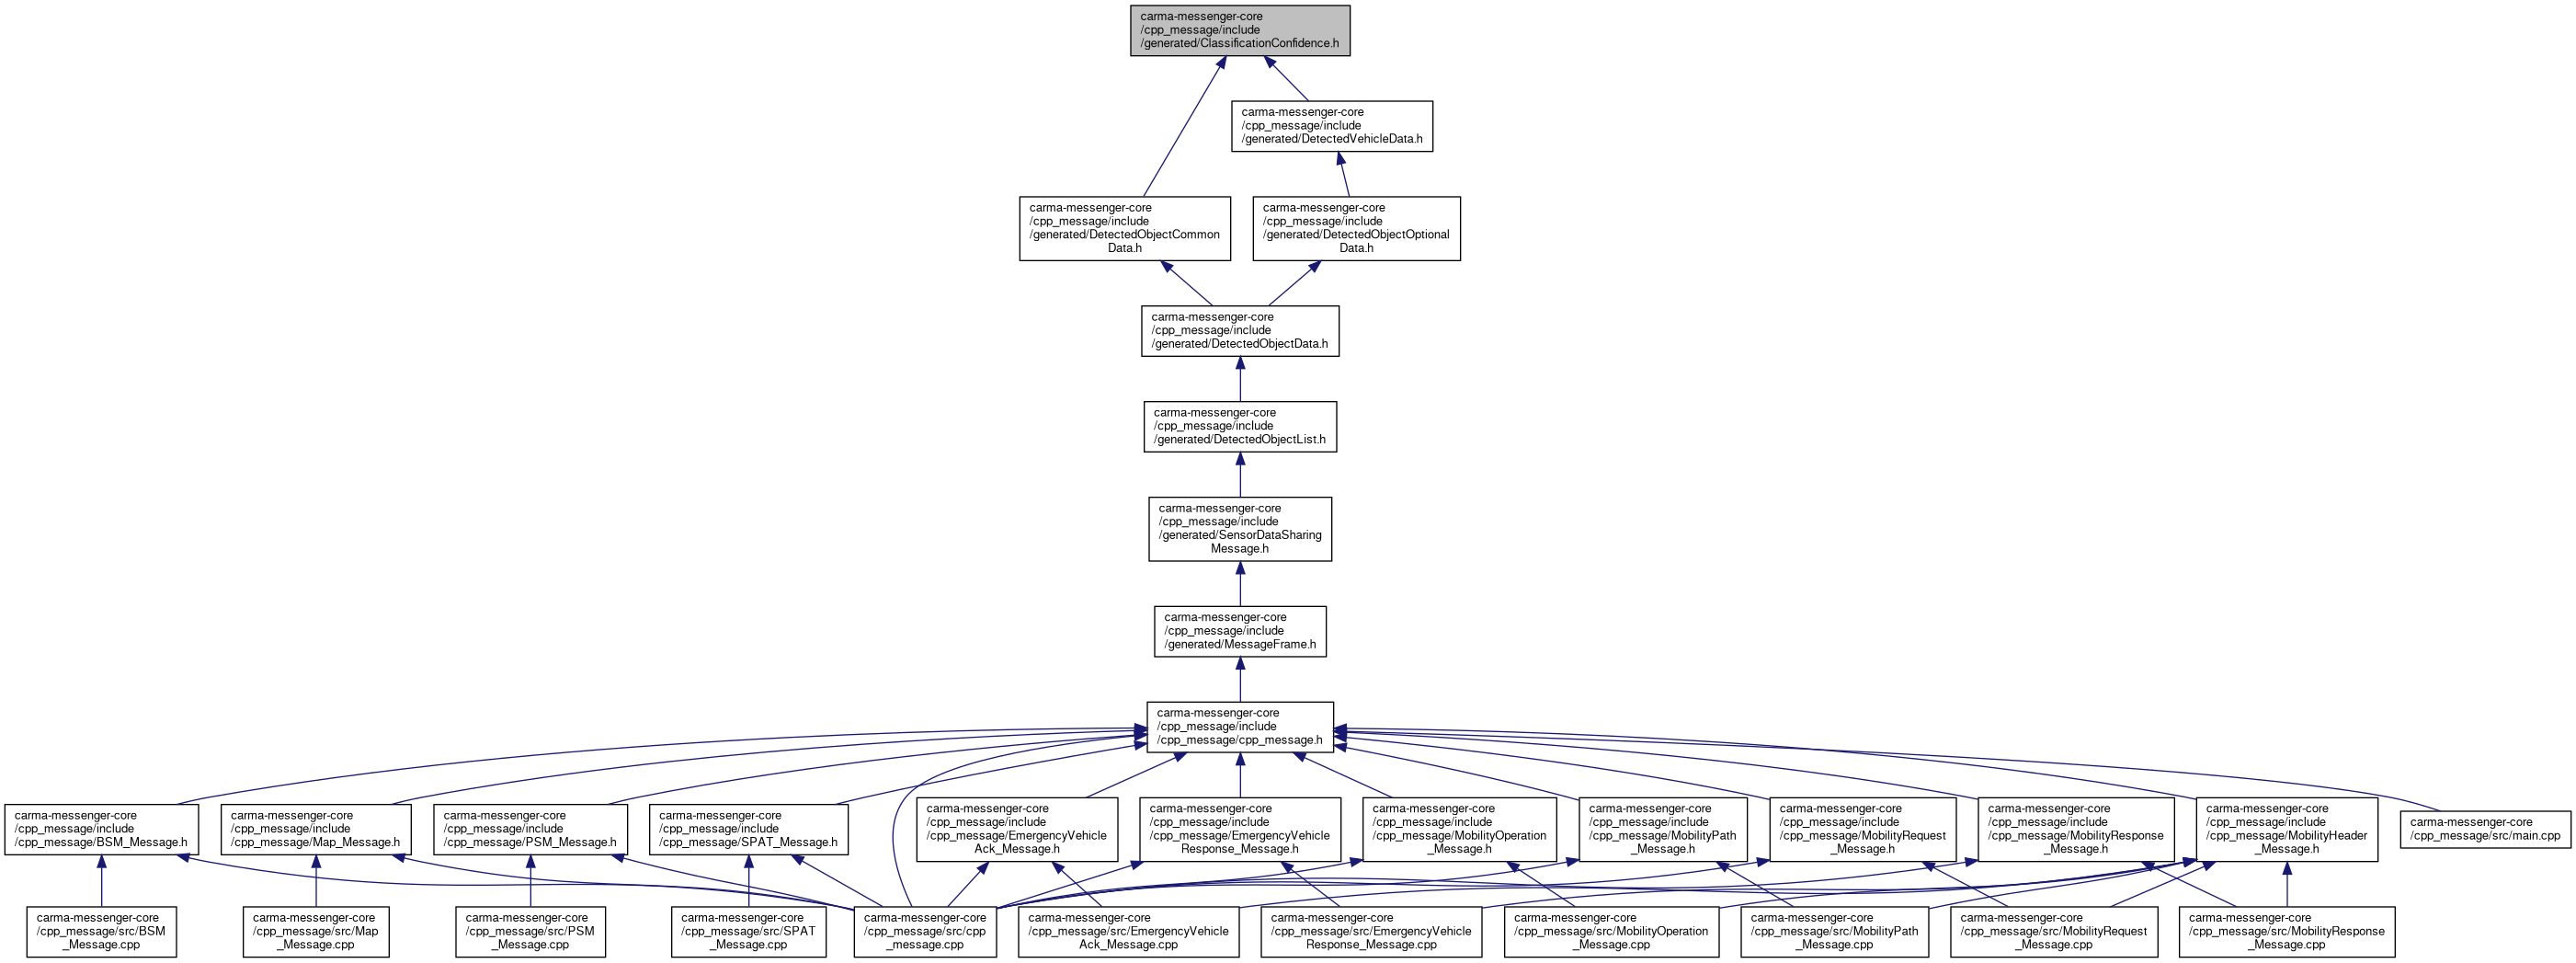 carma-messenger-core
/cpp_message/include
/generated/ClassificationConfidence.h
carma-messenger-core
/cpp_message/include
/generated/DetectedVehicleData.h
carma-messenger-core
/cpp_message/include
/generated/DetectedObjectCommon
Data.h
carma-messenger-core
/cpp_message/include
/generated/DetectedObjectOptional
Data.h
carma-messenger-core
/cpp_message/include
/generated/DetectedObjectData.h
carma-messenger-core
/cpp_message/include
/generated/DetectedObjectList.h
carma-messenger-core
/cpp_message/include
/generated/SensorDataSharing
Message.h
carma-messenger-core
/cpp_message/include
/generated/MessageFrame.h
carma-messenger-core
/cpp_message/include
/cpp_message/cpp_message.h
carma-messenger-core
/cpp_message/include
/cpp_message/BSM_Message.h
carma-messenger-core
/cpp_message/include
/cpp_message/Map_Message.h
carma-messenger-core
/cpp_message/include
/cpp_message/PSM_Message.h
carma-messenger-core
/cpp_message/include
/cpp_message/SPAT_Message.h
carma-messenger-core
/cpp_message/include
/cpp_message/EmergencyVehicle
Ack_Message.h
carma-messenger-core
/cpp_message/include
/cpp_message/EmergencyVehicle
Response_Message.h
carma-messenger-core
/cpp_message/include
/cpp_message/MobilityOperation
_Message.h
carma-messenger-core
/cpp_message/include
/cpp_message/MobilityPath
_Message.h
carma-messenger-core
/cpp_message/include
/cpp_message/MobilityRequest
_Message.h
carma-messenger-core
/cpp_message/include
/cpp_message/MobilityResponse
_Message.h
carma-messenger-core
/cpp_message/include
/cpp_message/MobilityHeader
_Message.h
carma-messenger-core
/cpp_message/src/main.cpp
carma-messenger-core
/cpp_message/src/BSM
_Message.cpp
carma-messenger-core
/cpp_message/src/Map
_Message.cpp
carma-messenger-core
/cpp_message/src/PSM
_Message.cpp
carma-messenger-core
/cpp_message/src/SPAT
_Message.cpp
carma-messenger-core
/cpp_message/src/cpp
_message.cpp
carma-messenger-core
/cpp_message/src/EmergencyVehicle
Ack_Message.cpp
carma-messenger-core
/cpp_message/src/EmergencyVehicle
Response_Message.cpp
carma-messenger-core
/cpp_message/src/MobilityOperation
_Message.cpp
carma-messenger-core
/cpp_message/src/MobilityPath
_Message.cpp
carma-messenger-core
/cpp_message/src/MobilityRequest
_Message.cpp
carma-messenger-core
/cpp_message/src/MobilityResponse
_Message.cpp